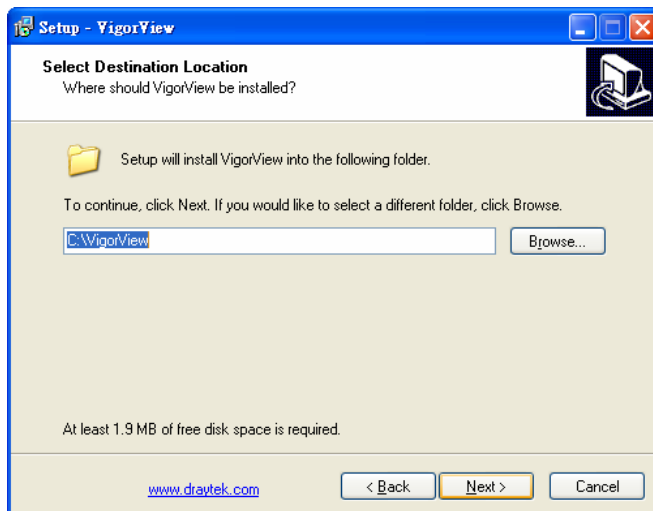 Setup - VigorView
Select Destination Location
Where should VigorView be installed?
Setup will install VigorView into the following folder.
To continue, click Next. If you would like to select a different folder, click Browse.
C:\VigorView
Browse...
At least 1.9 MB of free disk space is required.
www.draytek.com
< Back
Next >
Cancel